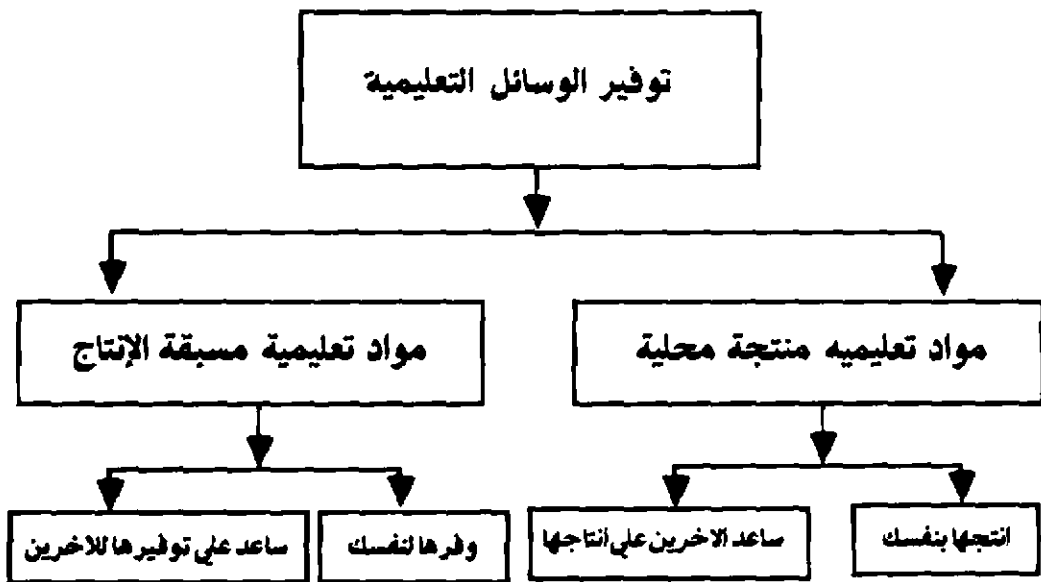 توفير الوسائل التعليمية
مواد تعليميه منتجة محلية
مواد تعليمية مسبقة الإنتاج
انتجها بنفسك
ساعد الاخرين علي انتاجها
وفرها لنفسك
ساعد علي توفيرها للاخرين